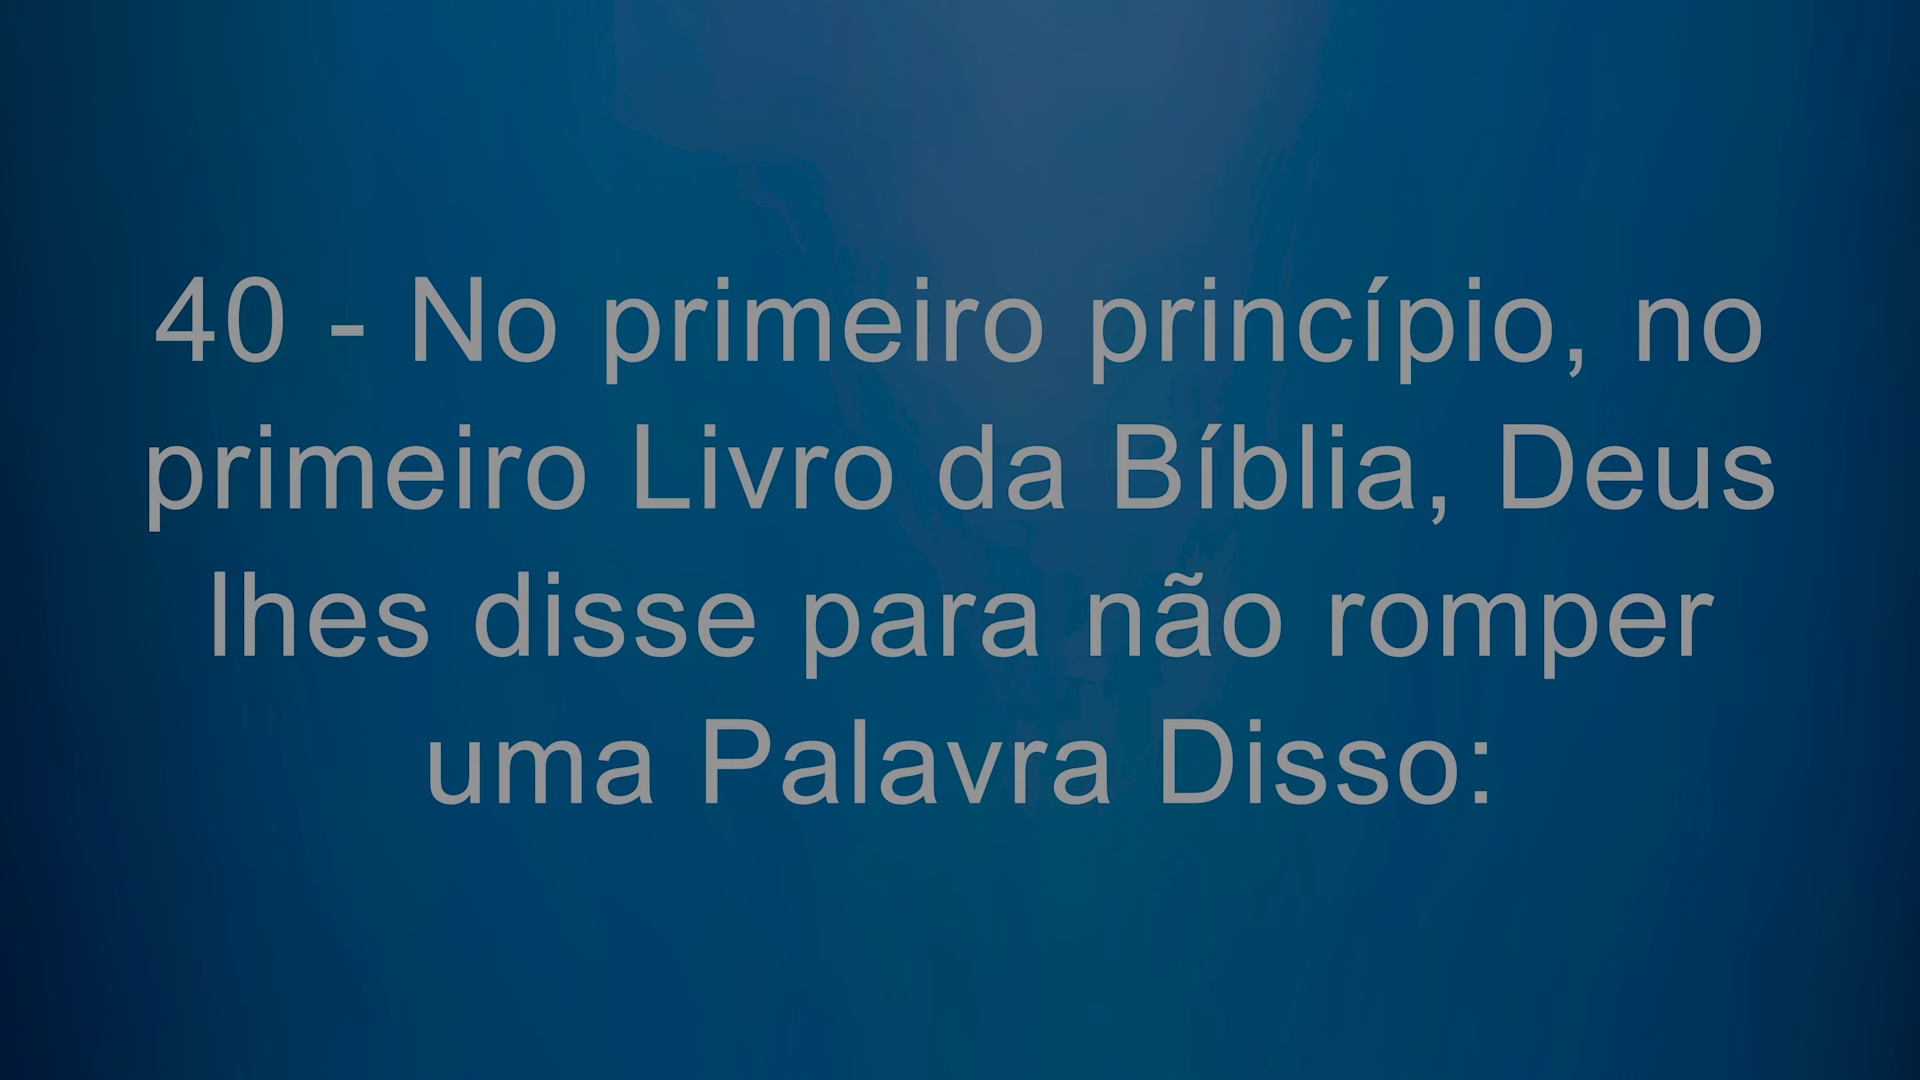 40 - No primeiro princípio, no
primeiro Livro da Bíblia, Deus
lhes disse para não romper
uma Palavra Disso: